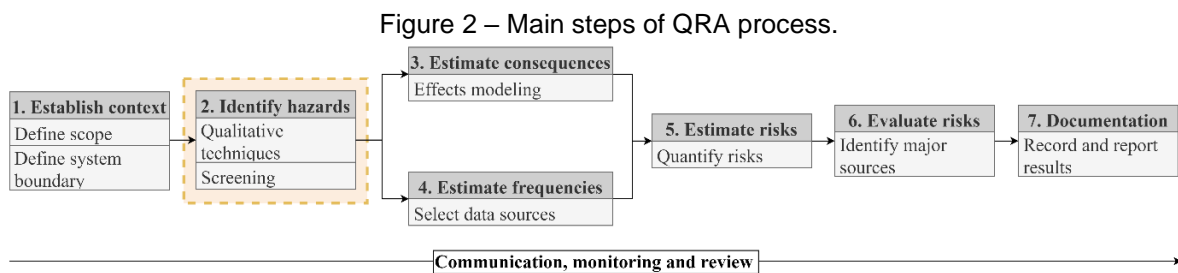 Figure 2 – Main steps of QRA process.
1. Establish context
Define scope
Define system
boundary
2. Identify hazards
Qualitative
techniques
Screening
3. Estimate consequences
Effects modeling
4. Estimate frequencies
Select data sources
5. Estimate risks
Quantify risks
6. Evaluate risks
Identify major
sources
7. Documentation
Record and report
results
Communication, monitoring and review